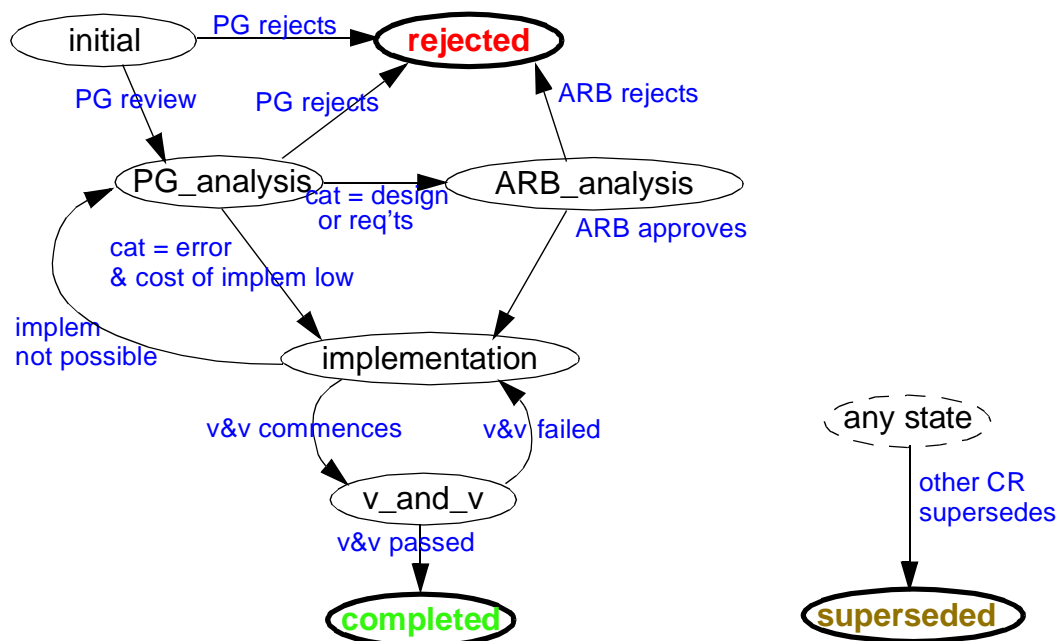 initial
PG rejects
rejected
PG review
PG rejects
ARB rejects
PG_analysis
cat = design
or req'ts
ARB_analysis
ARB approves
cat = error
& cost of implem low
implem
not possible
implementation
v&v commences
v&v failed
v_and_v
v&v passed
completed
any state
other CR
supersedes
superseded